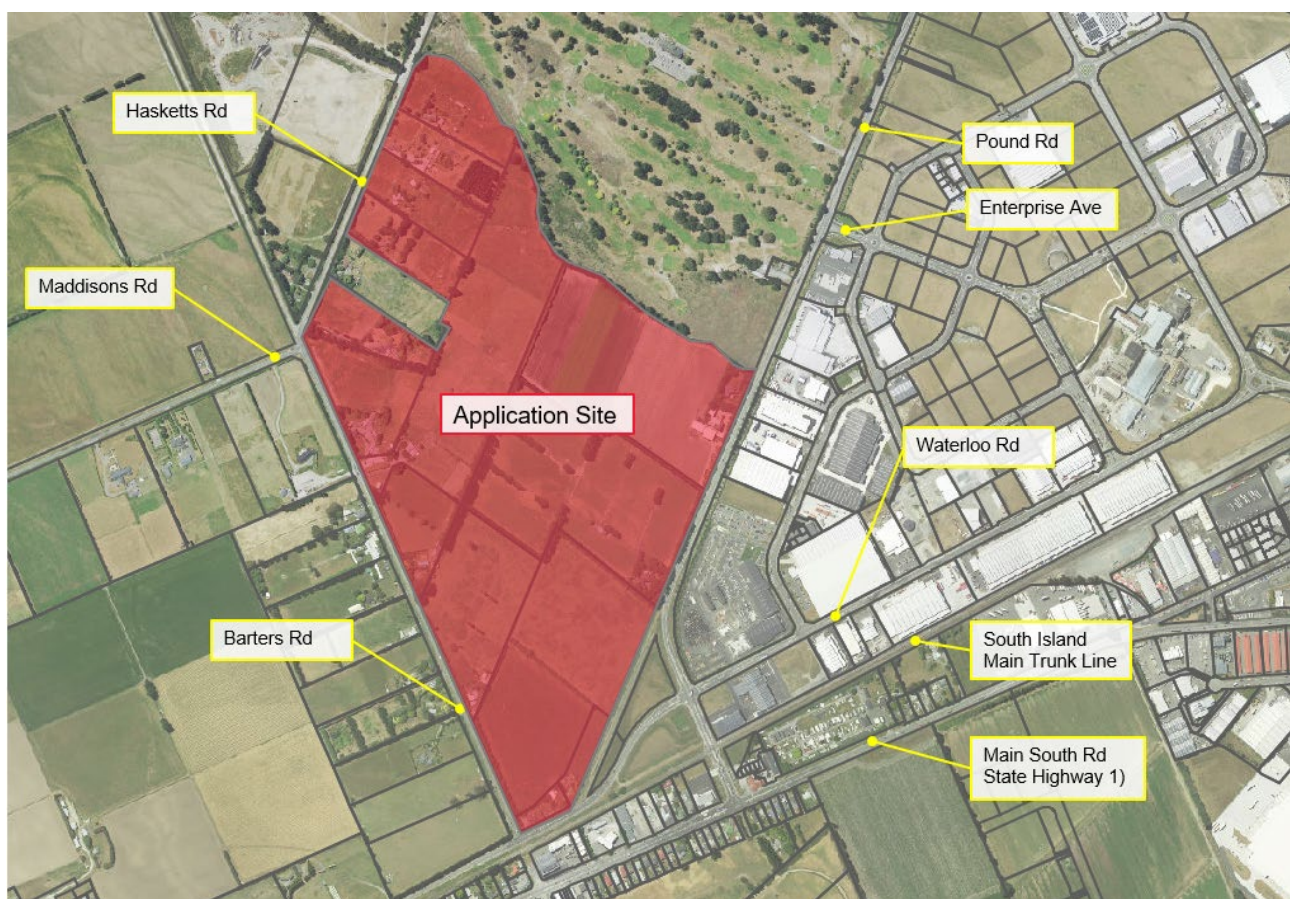 Hasketts Rd
Pound Rd
Enterprise Ave
Maddisons Rd
Application Site
Waterloo Rd
Barters Rd
South Island
Main Trunk Line
Main South Rd
State Highway 1)